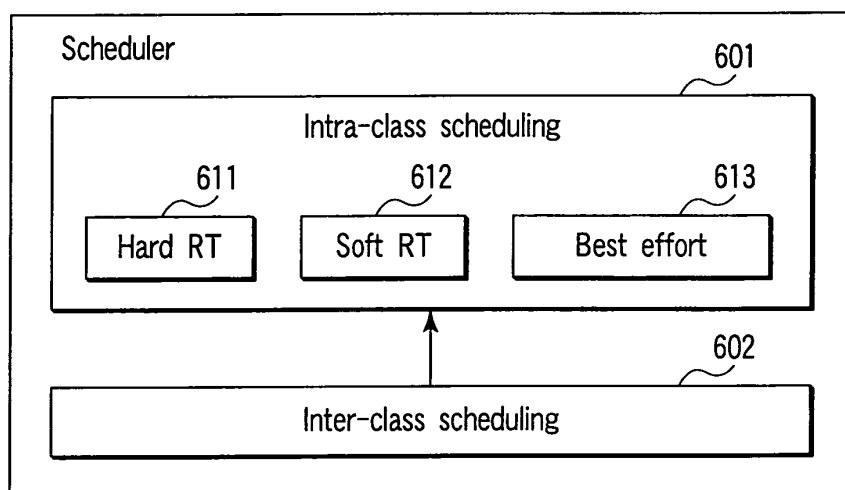 Scheduler
601
Intra-class scheduling
611
612
613
Hard RT
Soft RT
Best effort
602
Inter-class scheduling